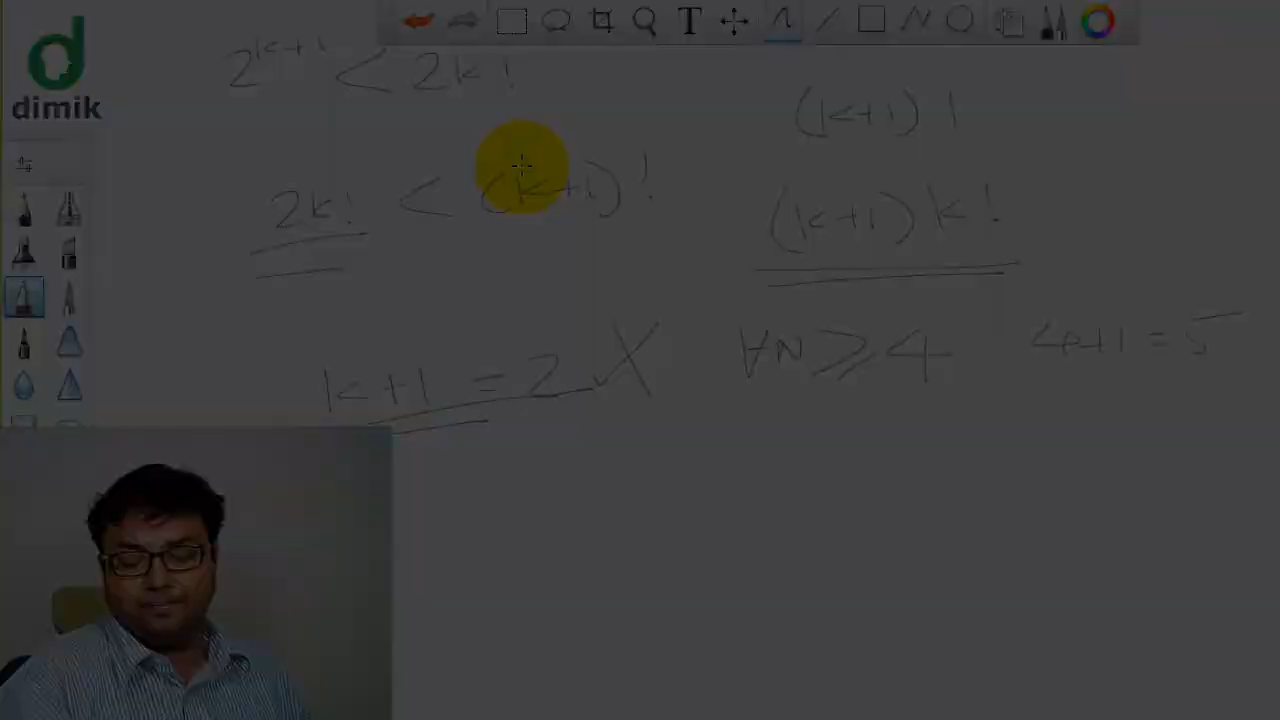 dimik
T
2^{k+1} < 2k!
(k+1)!
2k! < (k+1)!
(k+1)k!
k+1 = 2 X
∀N ≥ 4
4+1 = 5